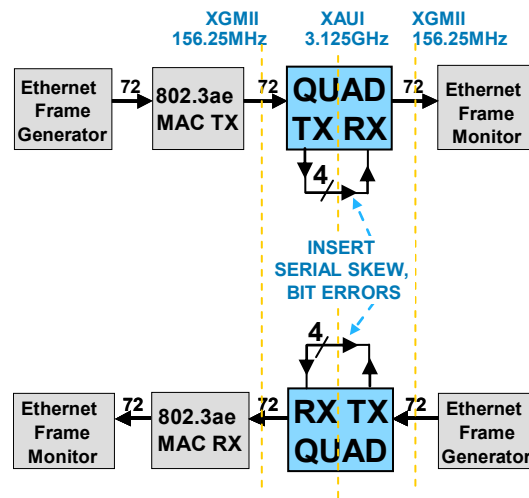 XGMII
156.25MHz
XAUI
3.125GHz
XGMII
156.25MHz
Ethernet
Frame
Generator
72
802.3ae
MAC TX
72
QUAD
TX RX
72
Ethernet
Frame
Monitor
4
INSERT
SERIAL SKEW,
BIT ERRORS
4
Ethernet
Frame
Monitor
72
802.3ae
MAC RX
72
RX TX
QUAD
72
Ethernet
Frame
Generator